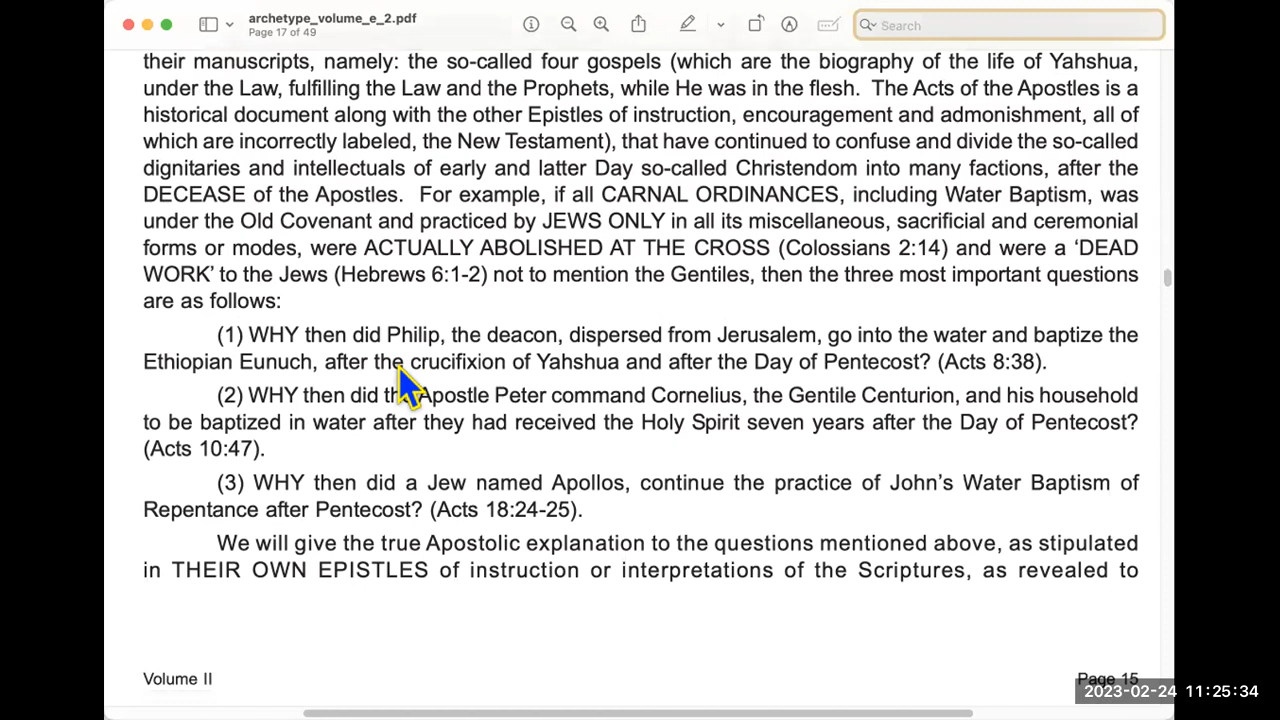 archetype_volume_e_2.pdf
Page 17 of 49
Search
their manuscripts, namely: the so-called four gospels (which are the biography of the life of Yahshua,
under the Law, fulfilling the Law and the Prophets, while He was in the flesh. The Acts of the Apostles is a
historical document along with the other Epistles of instruction, encouragement and admonishment, all of
which are incorrectly labeled, the New Testament), that have continued to confuse and divide the so-called
dignitaries and intellectuals of early and latter Day so-called Christendom into many factions, after the
DECEASE of the Apostles. For example, if all CARNAL ORDINANCES, including Water Baptism, was
under the Old Covenant and practiced by JEWS ONLY in all its miscellaneous, sacrificial and ceremonial
forms or modes, were ACTUALLY ABOLISHED AT THE CROSS (Colossians 2:14) and were a ‘DEAD
WORK’ to the Jews (Hebrews 6:1-2) not to mention the Gentiles, then the three most important questions
are as follows:
(1) WHY then did Philip, the deacon, dispersed from Jerusalem, go into the water and baptize the
Ethiopian Eunuch, after the crucifixion of Yahshua and after the Day of Pentecost? (Acts 8:38).
(2) WHY then did the Apostle Peter command Cornelius, the Gentile Centurion, and his household
to be baptized in water after they had received the Holy Spirit seven years after the Day of Pentecost?
(Acts 10:47).
(3) WHY then did a Jew named Apollos, continue the practice of John’s Water Baptism of
Repentance after Pentecost? (Acts 18:24-25).
We will give the true Apostolic explanation to the questions mentioned above, as stipulated
in THEIR OWN EPISTLES of instruction or interpretations of the Scriptures, as revealed to
Volume II
Page 15
2023-02-24 11:25:34